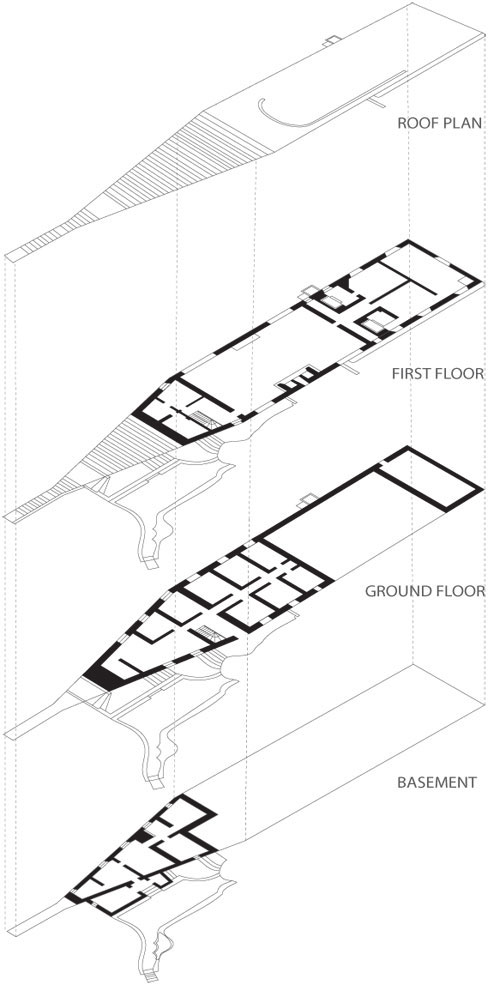 ROOF PLAN
FIRST FLOOR
GROUND FLOOR
BASEMENT